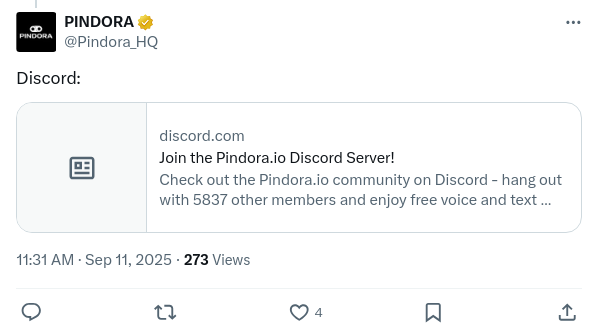 PINDORA
PINDORA
@Pindora_HQ
Discord:
discord.com
Join the Pindora.io Discord Server!
Check out the Pindora.io community on Discord - hang out
with 5837 other members and enjoy free voice and text ...
11:31 AM · Sep 11, 2025 · 273 Views
4